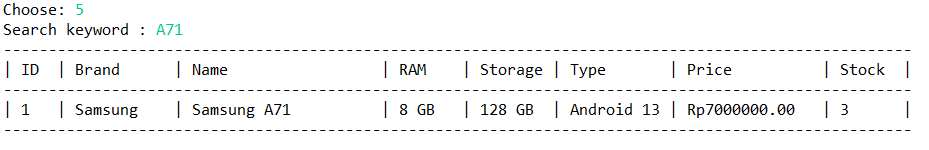 Choose: 5
Search keyword : A71
-----------------------------------------------------------------------------------------------------
| ID  | Brand      | Name                 | RAM    | Storage | Type       | Price          | Stock  |
-----------------------------------------------------------------------------------------------------
| 1   | Samsung    | Samsung A71          | 8 GB   | 128 GB  | Android 13 | Rp7000000.00   | 3      |
-----------------------------------------------------------------------------------------------------